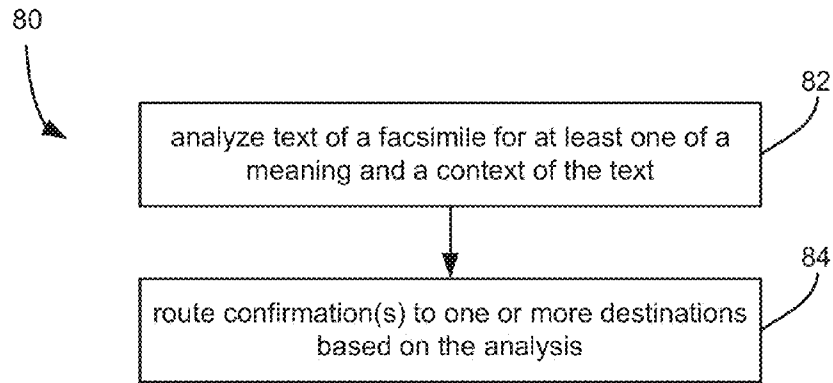 80
82
analyze text of a facsimile for at least one of a
meaning and a context of the text
84
route confirmation(s) to one or more destinations
based on the analysis